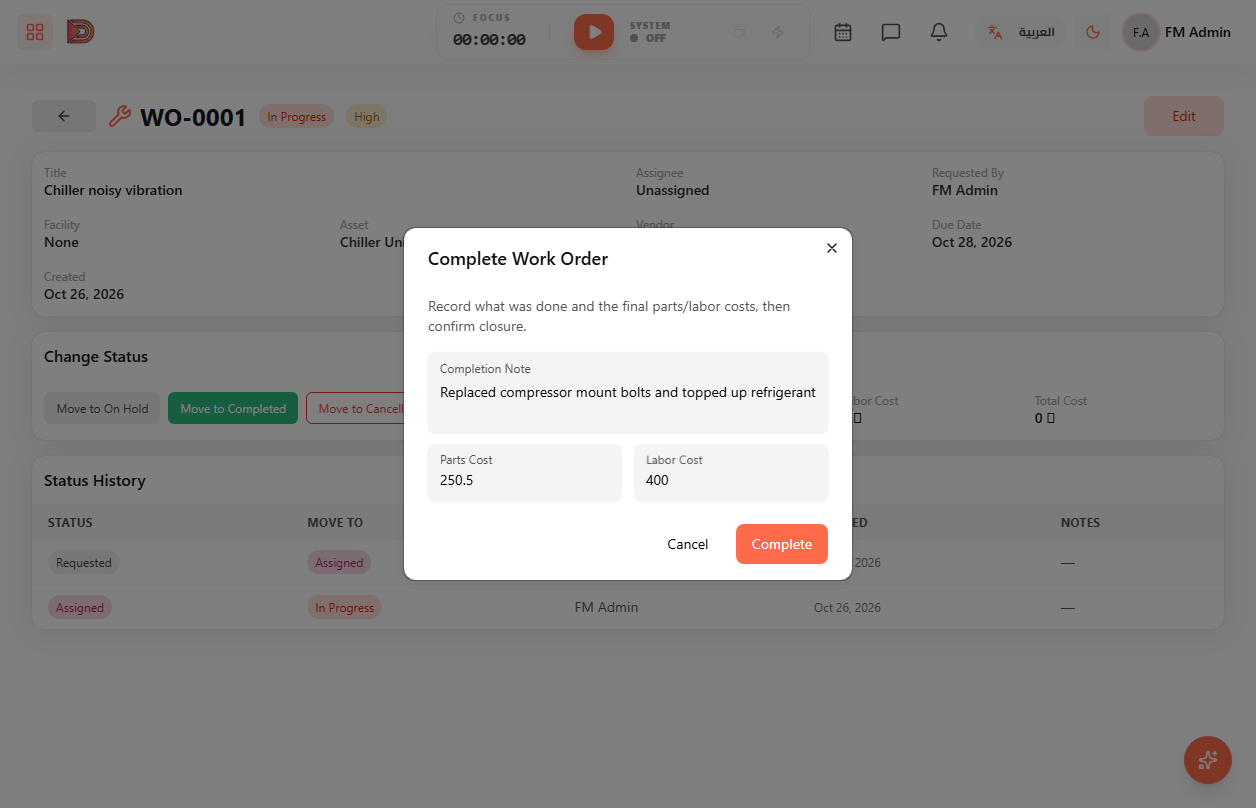 FOCUS
00:00:00
SYSTEM
OFF
العربية
F.A
FM Admin
WO-0001
In Progress
High
Edit
Title
Chiller noisy vibration
Assignee
Unassigned
Requested By
FM Admin
Facility
None
Asset
Chiller
Vendor
Due Date
Oct 28, 2026
Created
Oct 26, 2026
Change Status
Move to On Hold
Move to Completed
Move to
Cost
Total Cost
0
Complete Work Order
Record what was done and the final parts/labor costs, then
confirm closure.
Completion Note
Replaced compressor mount bolts and topped up refrigerant
Parts Cost
250.5
Labor Cost
400
Cancel
Complete
Status History
STATUS
MOVE TO
NOTES
Requested
Assigned
2026
—
Assigned
In Progress
FM Admin
Oct 26, 2026
—